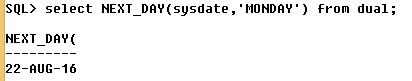 SQL> select NEXT_DAY(sysdate,'MONDAY') from dual;
NEXT_DAY(
---------
22-AUG-16